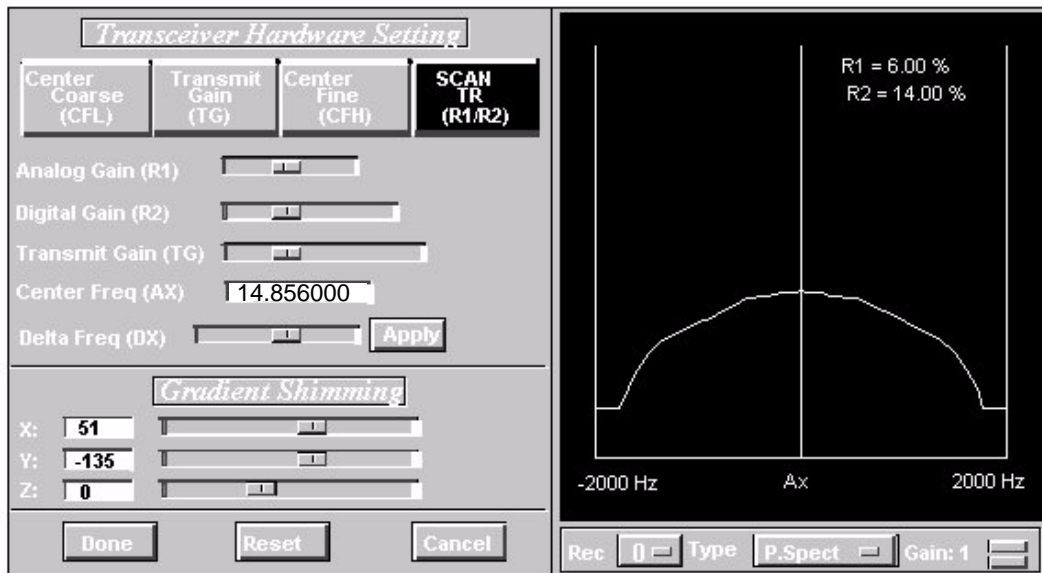 Transceiver Hardware Setting
Center Coarse (CFL)
Transmit Gain (TG)
Center Fine (CFH)
SCAN TR (R1/R2)
Analog Gain (R1)
Digital Gain (R2)
Transmit Gain (TG)
Center Freq (AX) 14.856000
Delta Freq (DX) Apply
Gradient Shimming
X: 51
Y: -135
Z: 0
Done Reset Cancel
R1 = 6.00 %
R2 = 14.00 %
-2000 Hz Ax 2000 Hz
Rec 0 Type P.Spect Gain: 1